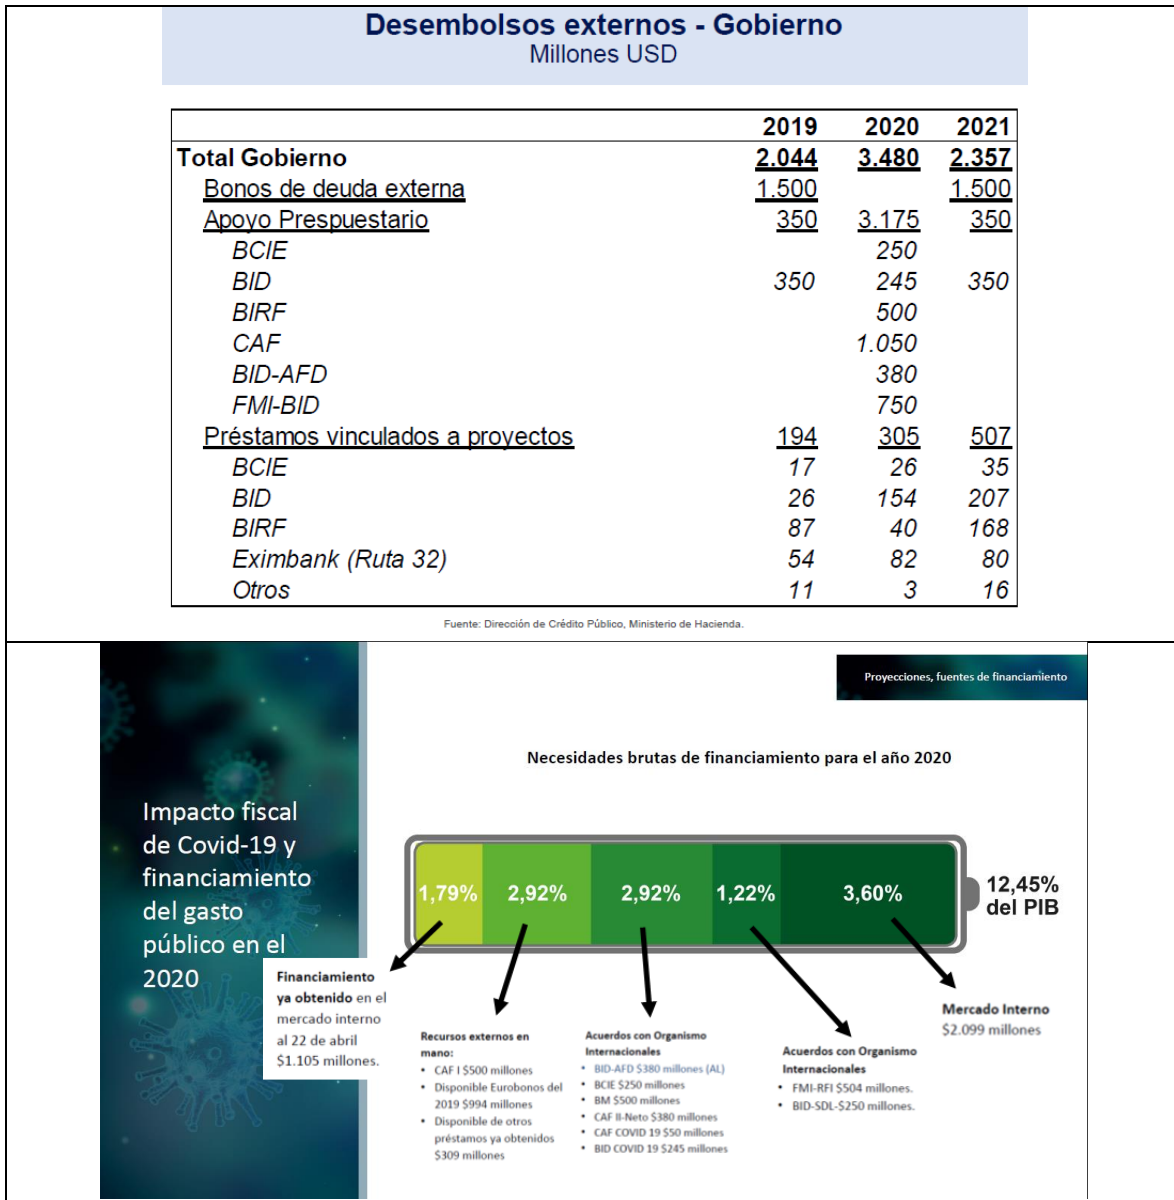 Desembolsos externos - Gobierno
Millones USD
2019 2020 2021
Total Gobierno 2.044 3.480 2.357
Bonos de deuda externa 1.500 1.500
Apoyo Prespuestario 350 3.175 350
BCIE 250
BID 350 245 350
BIRF 500
CAF 1.050
BID-AFD 380
FMI-BID 750
Préstamos vinculados a proyectos 194 305 507
BCIE 17 26 35
BID 26 154 207
BIRF 87 40 168
Eximbank (Ruta 32) 54 82 80
Otros 11 3 16
Fuente: Dirección de Crédito Público, Ministerio de Hacienda.
Proyecciones, fuentes de financiamiento
Impacto fiscal
de Covid-19 y
financiamiento
del gasto
público en el
2020
Necesidades brutas de financiamiento para el año 2020
1,79% 2,92% 2,92% 1,22% 3,60%
12,45%
del PIB
Financiamiento
ya obtenido en el
mercado interno
al 22 de abril
$1.105 millones.
Recursos externos en
mano:
• CAF I $500 millones
• Disponible Eurobonos del
2019 $994 millones
• Disponible de otros
préstamos ya obtenidos
$309 millones
Acuerdos con Organismo
Internacionales
• BID-AFD $380 millones (AL)
• BCIE $250 millones
• BM $500 millones
• CAF II-Neto $380 millones
• CAF COVID 19 $50 millones
• BID COVID 19 $245 millones
Acuerdos con Organismo
Internacionales
• FMI-RFI $504 millones.
• BID-SDL-$250 millones.
Mercado Interno
$2.099 millones